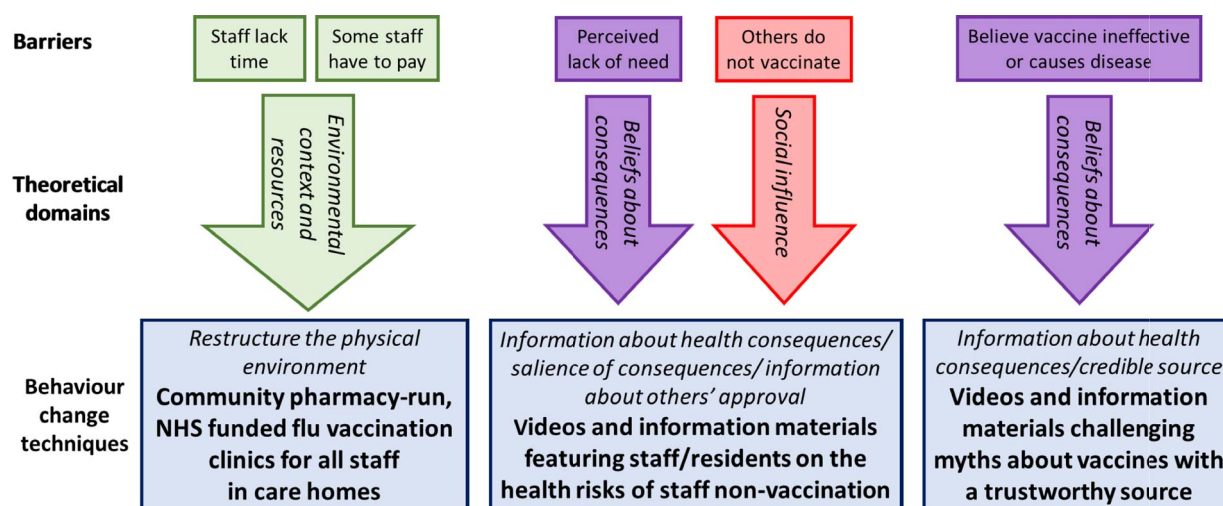 Barriers
Staff lack
time
Some staff
have to pay
Perceived
lack of need
Others do
not vaccinate
Believe vaccine ineffective
or causes disease
Theoretical
domains
Environmental
context and
resources
Beliefs about
consequences
Social influence
Beliefs about
consequences
Behaviour
change
techniques
Restructure the physical
environment
Community pharmacy-run,
NHS funded flu vaccination
clinics for all staff
in care homes
Information about health consequences/
salience of consequences/ information
about others’ approval
Videos and information materials
featuring staff/residents on the
health risks of staff non-vaccination
Information about health
consequences/credible source
Videos and information
materials challenging
myths about vaccines with
a trustworthy source